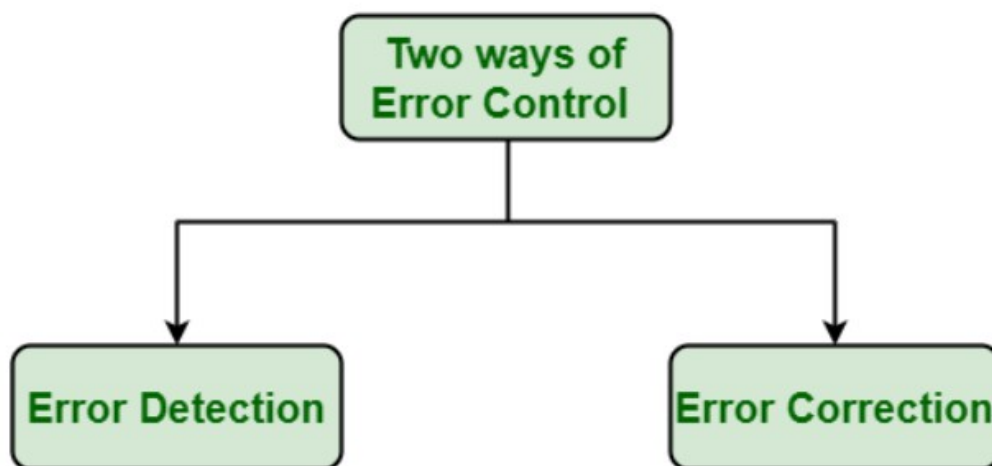 Two ways of
Error Control
Error Detection
Error Correction